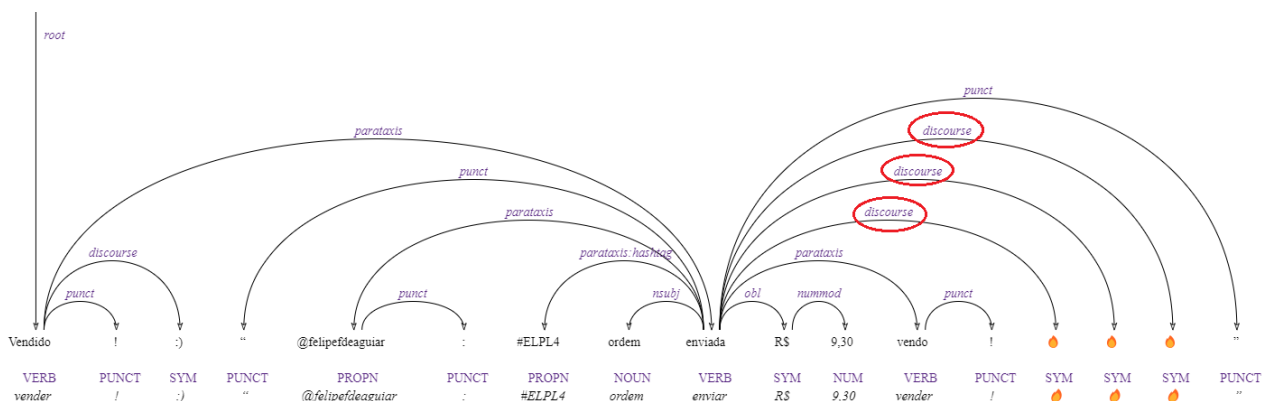 root
punct
parataxis
discourse
punct
discourse
parataxis
discourse
discourse
parataxis:hashtag
parataxis
punct
punct
nsubj
obl
nummod
punct
Vendido ! :) “ @felipefdeaguiar : #ELPL4 ordem enviada R$ 9,30 vendo ! 🔥 🔥 🔥 ”
VERB PUNCT SYM PUNCT PROPN PUNCT PROPN NOUN VERB SYM NUM VERB PUNCT SYM SYM SYM PUNCT
vender ! :) “ @felipefdeaguiar : #ELPL4 ordem enviar R$ 9,30 vender ! 🔥 🔥 🔥 ”